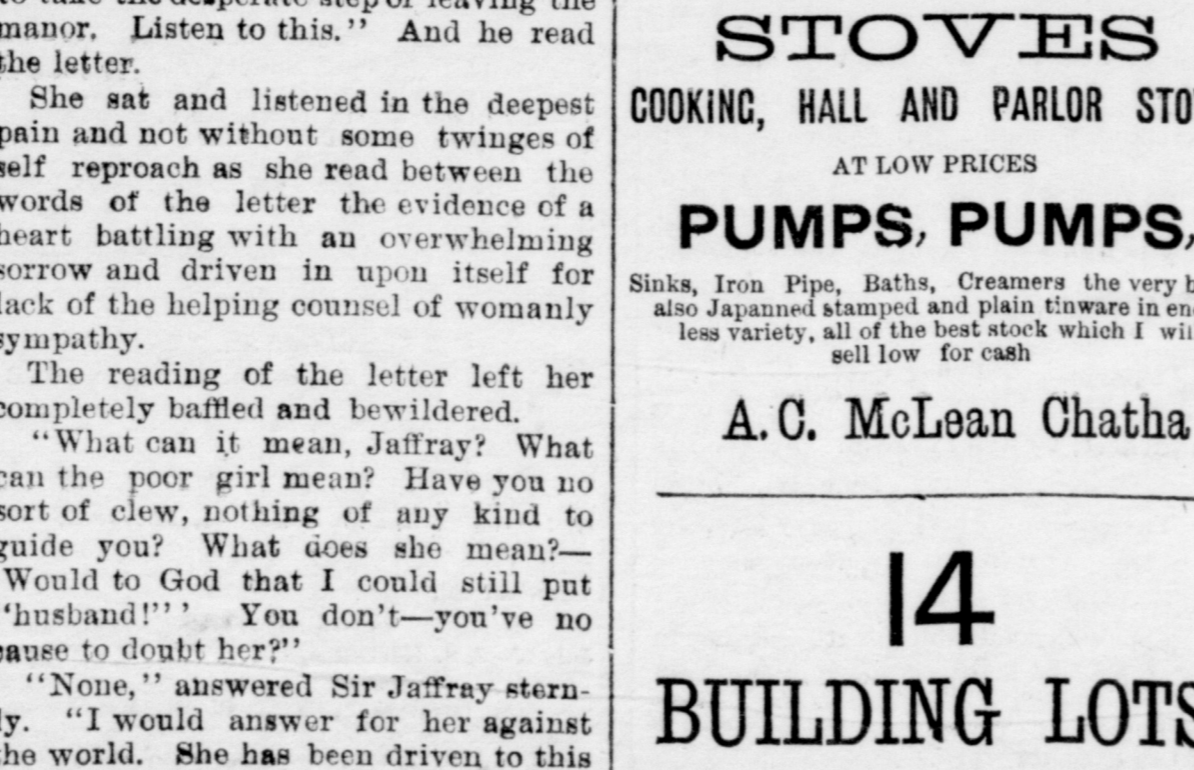 manor. Listen to this." And he read
the letter.
She sat and listened in the deepest
pain and not without some twinges of
self reproach as she read between the
words of the letter the evidence of a
heart battling with an overwhelming
sorrow and driven in upon itself for
lack of the helping counsel of womanly
sympathy.
The reading of the letter left her
completely baffled and bewildered.
"What can it mean, Jaffray? What
can the poor girl mean? Have you no
sort of clew, nothing of any kind to
guide you? What does she mean?—
'Would to God that I could still put
'husband!"' You don't—you've no
cause to doubt her?"
"None," answered Sir Jaffray stern-
ly. "I would answer for her against
the world. She has been driven to this
STOVES
COOKING, HALL AND PARLOR STO
AT LOW PRICES
PUMPS, PUMPS,
Sinks, Iron Pipe, Baths, Creamers the very b
also Japanned stamped and plain tinware in en
less variety, all of the best stock which I wil
sell low for cash
A. C. McLean Chatha
14
BUILDING LOTS